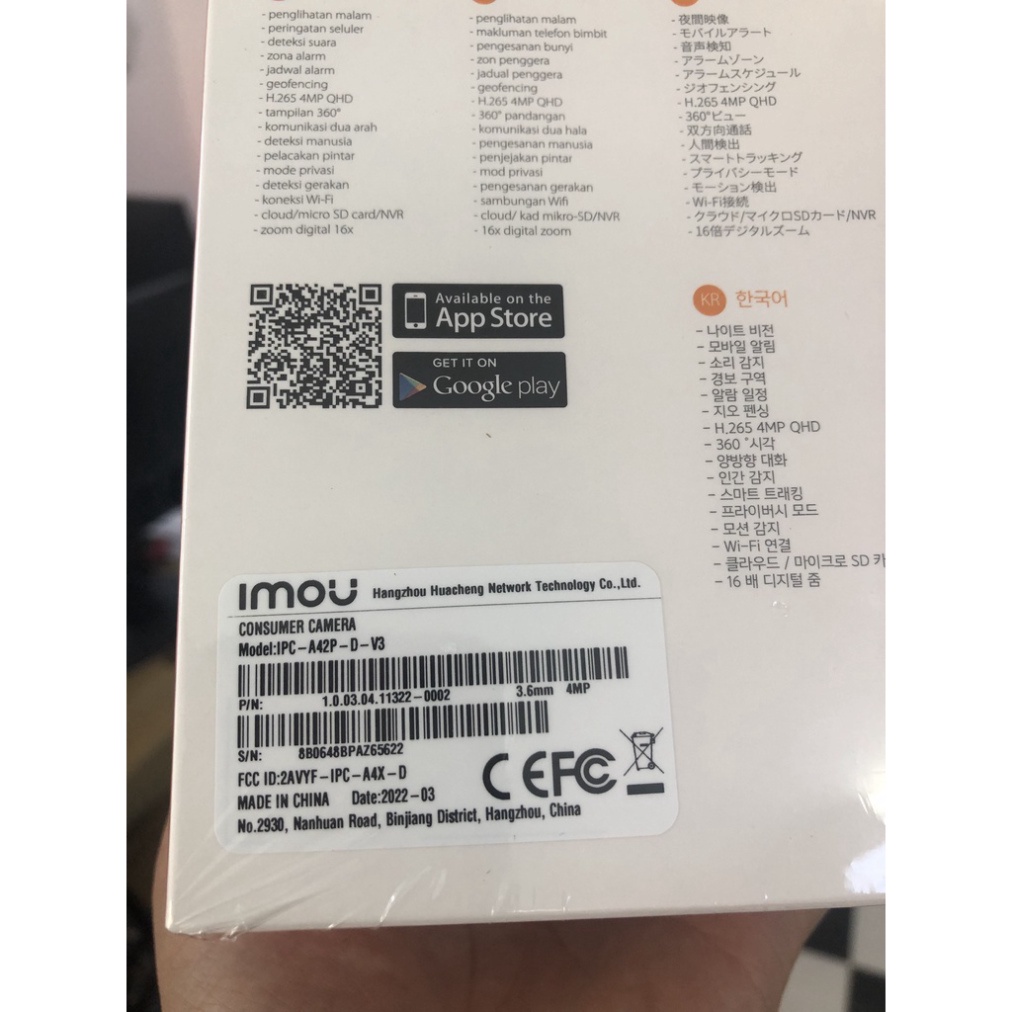 - penglihatan malam
- peringatan seluler
- deteksi suara
- zona alarm
- jadwal alarm
- geofencing
- H.265 4MP QHD
- tampilan 360°
- komunikasi dua arah
- deteksi manusia
- pelacakan pintar
- mode privasi
- deteksi gerakan
- koneksi Wi-Fi
- cloud/micro SD card/NVR
- zoom digital 16x
- penglihatan malam
- makluman telefon bimbit
- pengesanan bunyi
- zon penggera
- jadual penggera
- geofencing
- H.265 4MP QHD
- 360° pandangan
- komunikasi dua hala
- pengesanan manusia
- penjejakan pintar
- mod privasi
- pengesanan gerakan
- sambungan Wifi
- cloud/ kad mikro-SD/NVR
- 16x digital zoom
- 夜間映像
- モバイルアラート
- 音声検知
- アラームゾーン
- アラームスケジュール
- ジオフェンシング
- H.265 4MP QHD
- 360°ビュー
- 双方向通話
- 人間検出
- スマートトラッキング
- プライバシーモード
- モーション検出
- Wi-Fi接続
- クラウド/マイクロSDカード/NVR
- 16倍デジタルズーム
Available on the
App Store
GET IT ON
Google play
KR 한국어
- 나이트 비전
- 모바일 알림
- 소리 감지
- 경보 구역
- 알람 일정
- 지오 펜싱
- H.265 4MP QHD
- 360 °시각
- 양방향 대화
- 인간 감지
- 스마트 트래킹
- 프라이버시 모드
- 모션 감지
- Wi-Fi 연결
- 클라우드 / 마이크로 SD 카
- 16 배 디지털 줌
imou Hangzhou Huacheng Network Technology Co.,Ltd.
CONSUMER CAMERA
Model:IPC-A42P-D-V3
P/N: 1.0.03.04.11322-0002 3.6mm 4MP
S/N: 8B0648BPAZ65622
FCC ID:2AVYF-IPC-A4X-D
CE FC
MADE IN CHINA Date:2022-03
No.2930, Nanhuan Road, Binjiang District, Hangzhou, China